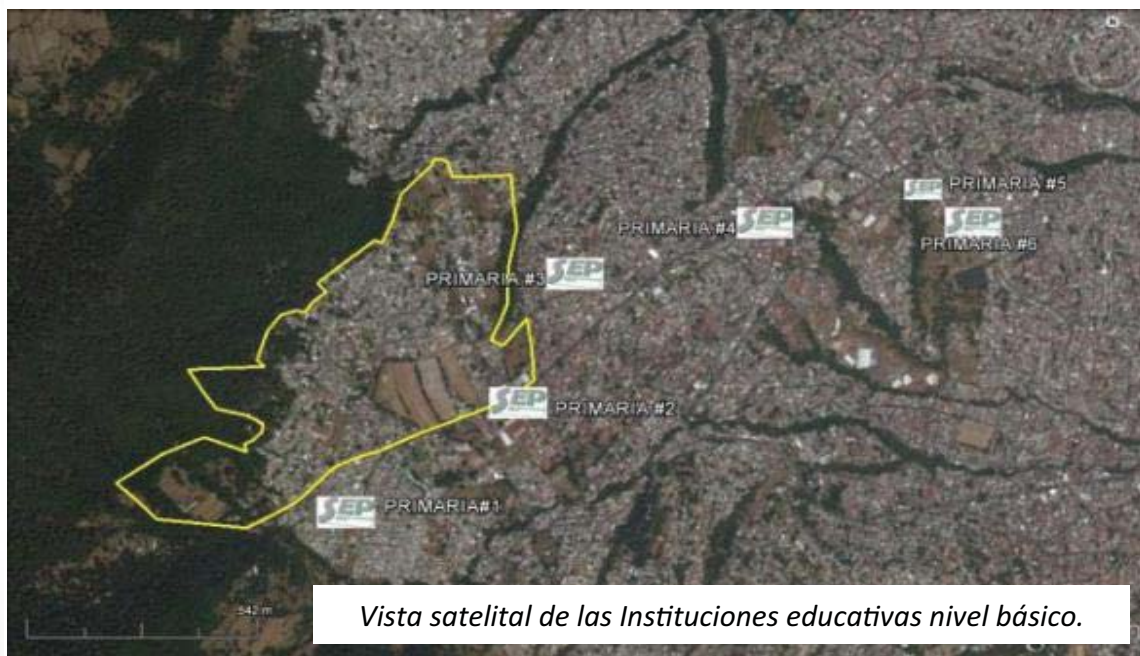 SEP PRIMARIA #5
PRIMARIA #4 SEP
SEP
PRIMARIA #6
PRIMARIA #3 SEP
SEP PRIMARIA #2
SEP PRIMARIA#1
542 m
Vista satelital de las Instituciones educativas nivel básico.